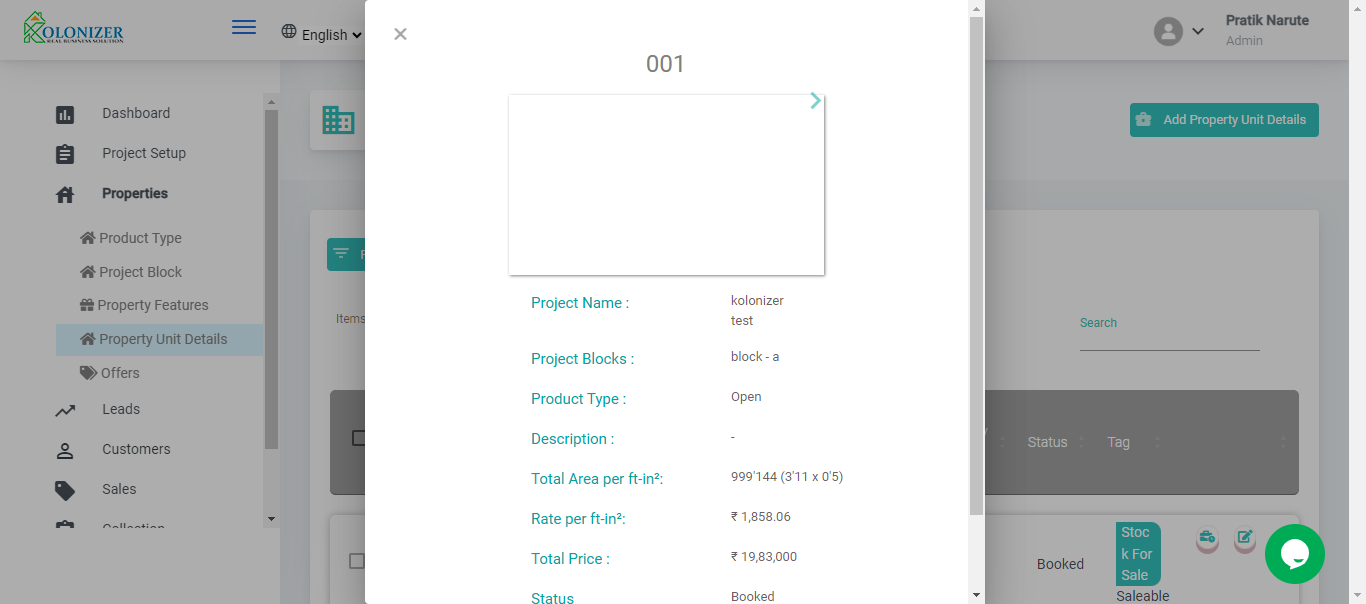 KOLONIZER
REAL BUSINESS SOLUTION
English
Pratik Narute
Admin
Dashboard
Project Setup
Properties
Product Type
Project Block
Property Features
Property Unit Details
Offers
Leads
Customers
Sales
Collection
001
Project Name : kolonizer
test
Project Blocks : block - a
Product Type : Open
Description : -
Total Area per ft-in²: 999'144 (3'11 x 0'5)
Rate per ft-in²: ₹ 1,858.06
Total Price : ₹ 19,83,000
Status Booked
Add Property Unit Details
Items
Search
Status Tag
Booked
Stoc
k For
Sale
Saleable